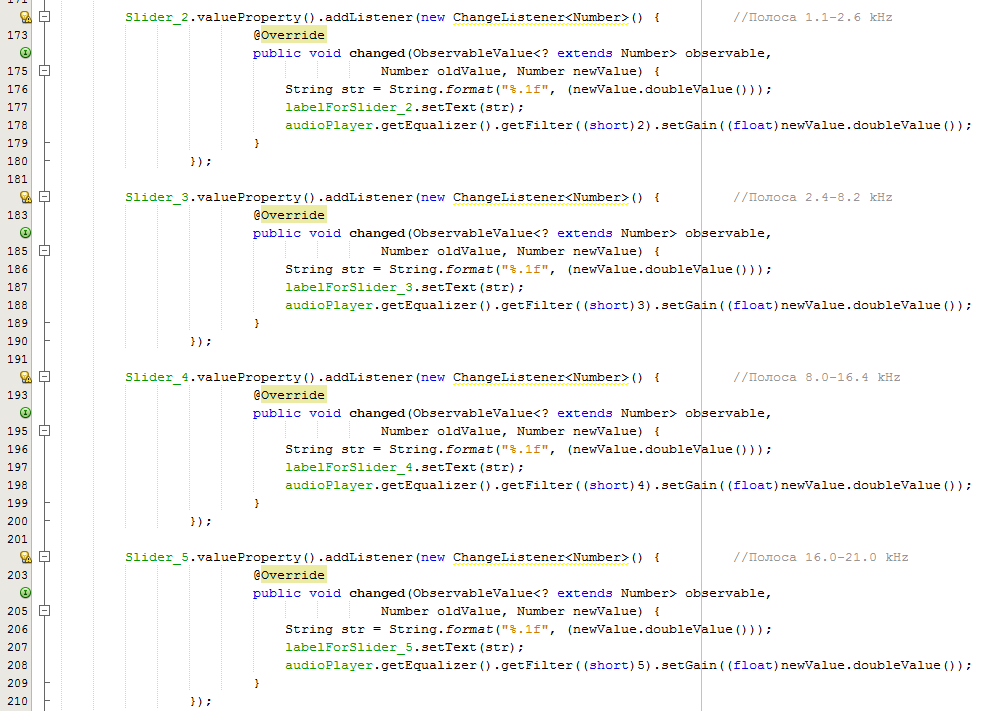 171
Slider_2.valueProperty().addListener(new ChangeListener<Number>() { //Полоса 1.1-2.6 kHz
173 @Override
public void changed(ObservableValue<? extends Number> observable,
175 Number oldValue, Number newValue) {
176 String str = String.format("%.1f", (newValue.doubleValue()));
177 labelForSlider_2.setText(str);
178 audioPlayer.getEqualizer().getFilter((short)2).setGain((float)newValue.doubleValue());
179 }
180 });
181
Slider_3.valueProperty().addListener(new ChangeListener<Number>() { //Полоса 2.4-8.2 kHz
183 @Override
public void changed(ObservableValue<? extends Number> observable,
185 Number oldValue, Number newValue) {
186 String str = String.format("%.1f", (newValue.doubleValue()));
187 labelForSlider_3.setText(str);
188 audioPlayer.getEqualizer().getFilter((short)3).setGain((float)newValue.doubleValue());
189 }
190 });
191
Slider_4.valueProperty().addListener(new ChangeListener<Number>() { //Полоса 8.0-16.4 kHz
193 @Override
public void changed(ObservableValue<? extends Number> observable,
195 Number oldValue, Number newValue) {
196 String str = String.format("%.1f", (newValue.doubleValue()));
197 labelForSlider_4.setText(str);
198 audioPlayer.getEqualizer().getFilter((short)4).setGain((float)newValue.doubleValue());
199 }
200 });
201
Slider_5.valueProperty().addListener(new ChangeListener<Number>() { //Полоса 16.0-21.0 kHz
203 @Override
public void changed(ObservableValue<? extends Number> observable,
205 Number oldValue, Number newValue) {
206 String str = String.format("%.1f", (newValue.doubleValue()));
207 labelForSlider_5.setText(str);
208 audioPlayer.getEqualizer().getFilter((short)5).setGain((float)newValue.doubleValue());
209 }
210 });